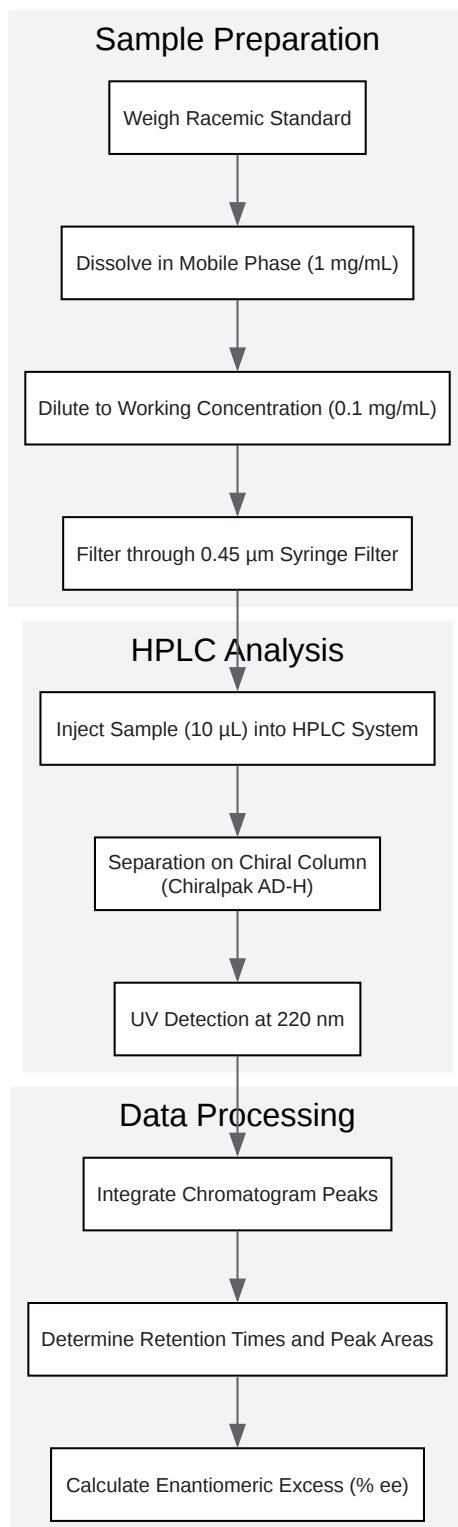 Sample Preparation
Weigh Racemic Standard
Dissolve in Mobile Phase (1 mg/mL)
Dilute to Working Concentration (0.1 mg/mL)
Filter through 0.45 µm Syringe Filter
HPLC Analysis
Inject Sample (10 µL) into HPLC System
Separation on Chiral Column
(Chiralpak AD-H)
UV Detection at 220 nm
Data Processing
Integrate Chromatogram Peaks
Determine Retention Times and Peak Areas
Calculate Enantiomeric Excess (% ee)